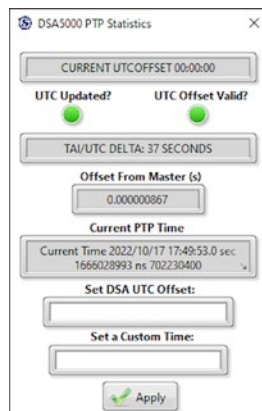 DSA5000 PTP Statistics
CURRENT UTCOFFSET 00:00:00
UTC Updated? UTC Offset Valid?
TAI/UTC DELTA: 37 SECONDS
Offset From Master (s)
0.000000867
Current PTP Time
Current Time 2022/10/17 17:49:53.0 sec
1666028993 ns 702230400
Set DSA UTC Offset:
Set a Custom Time:
Apply